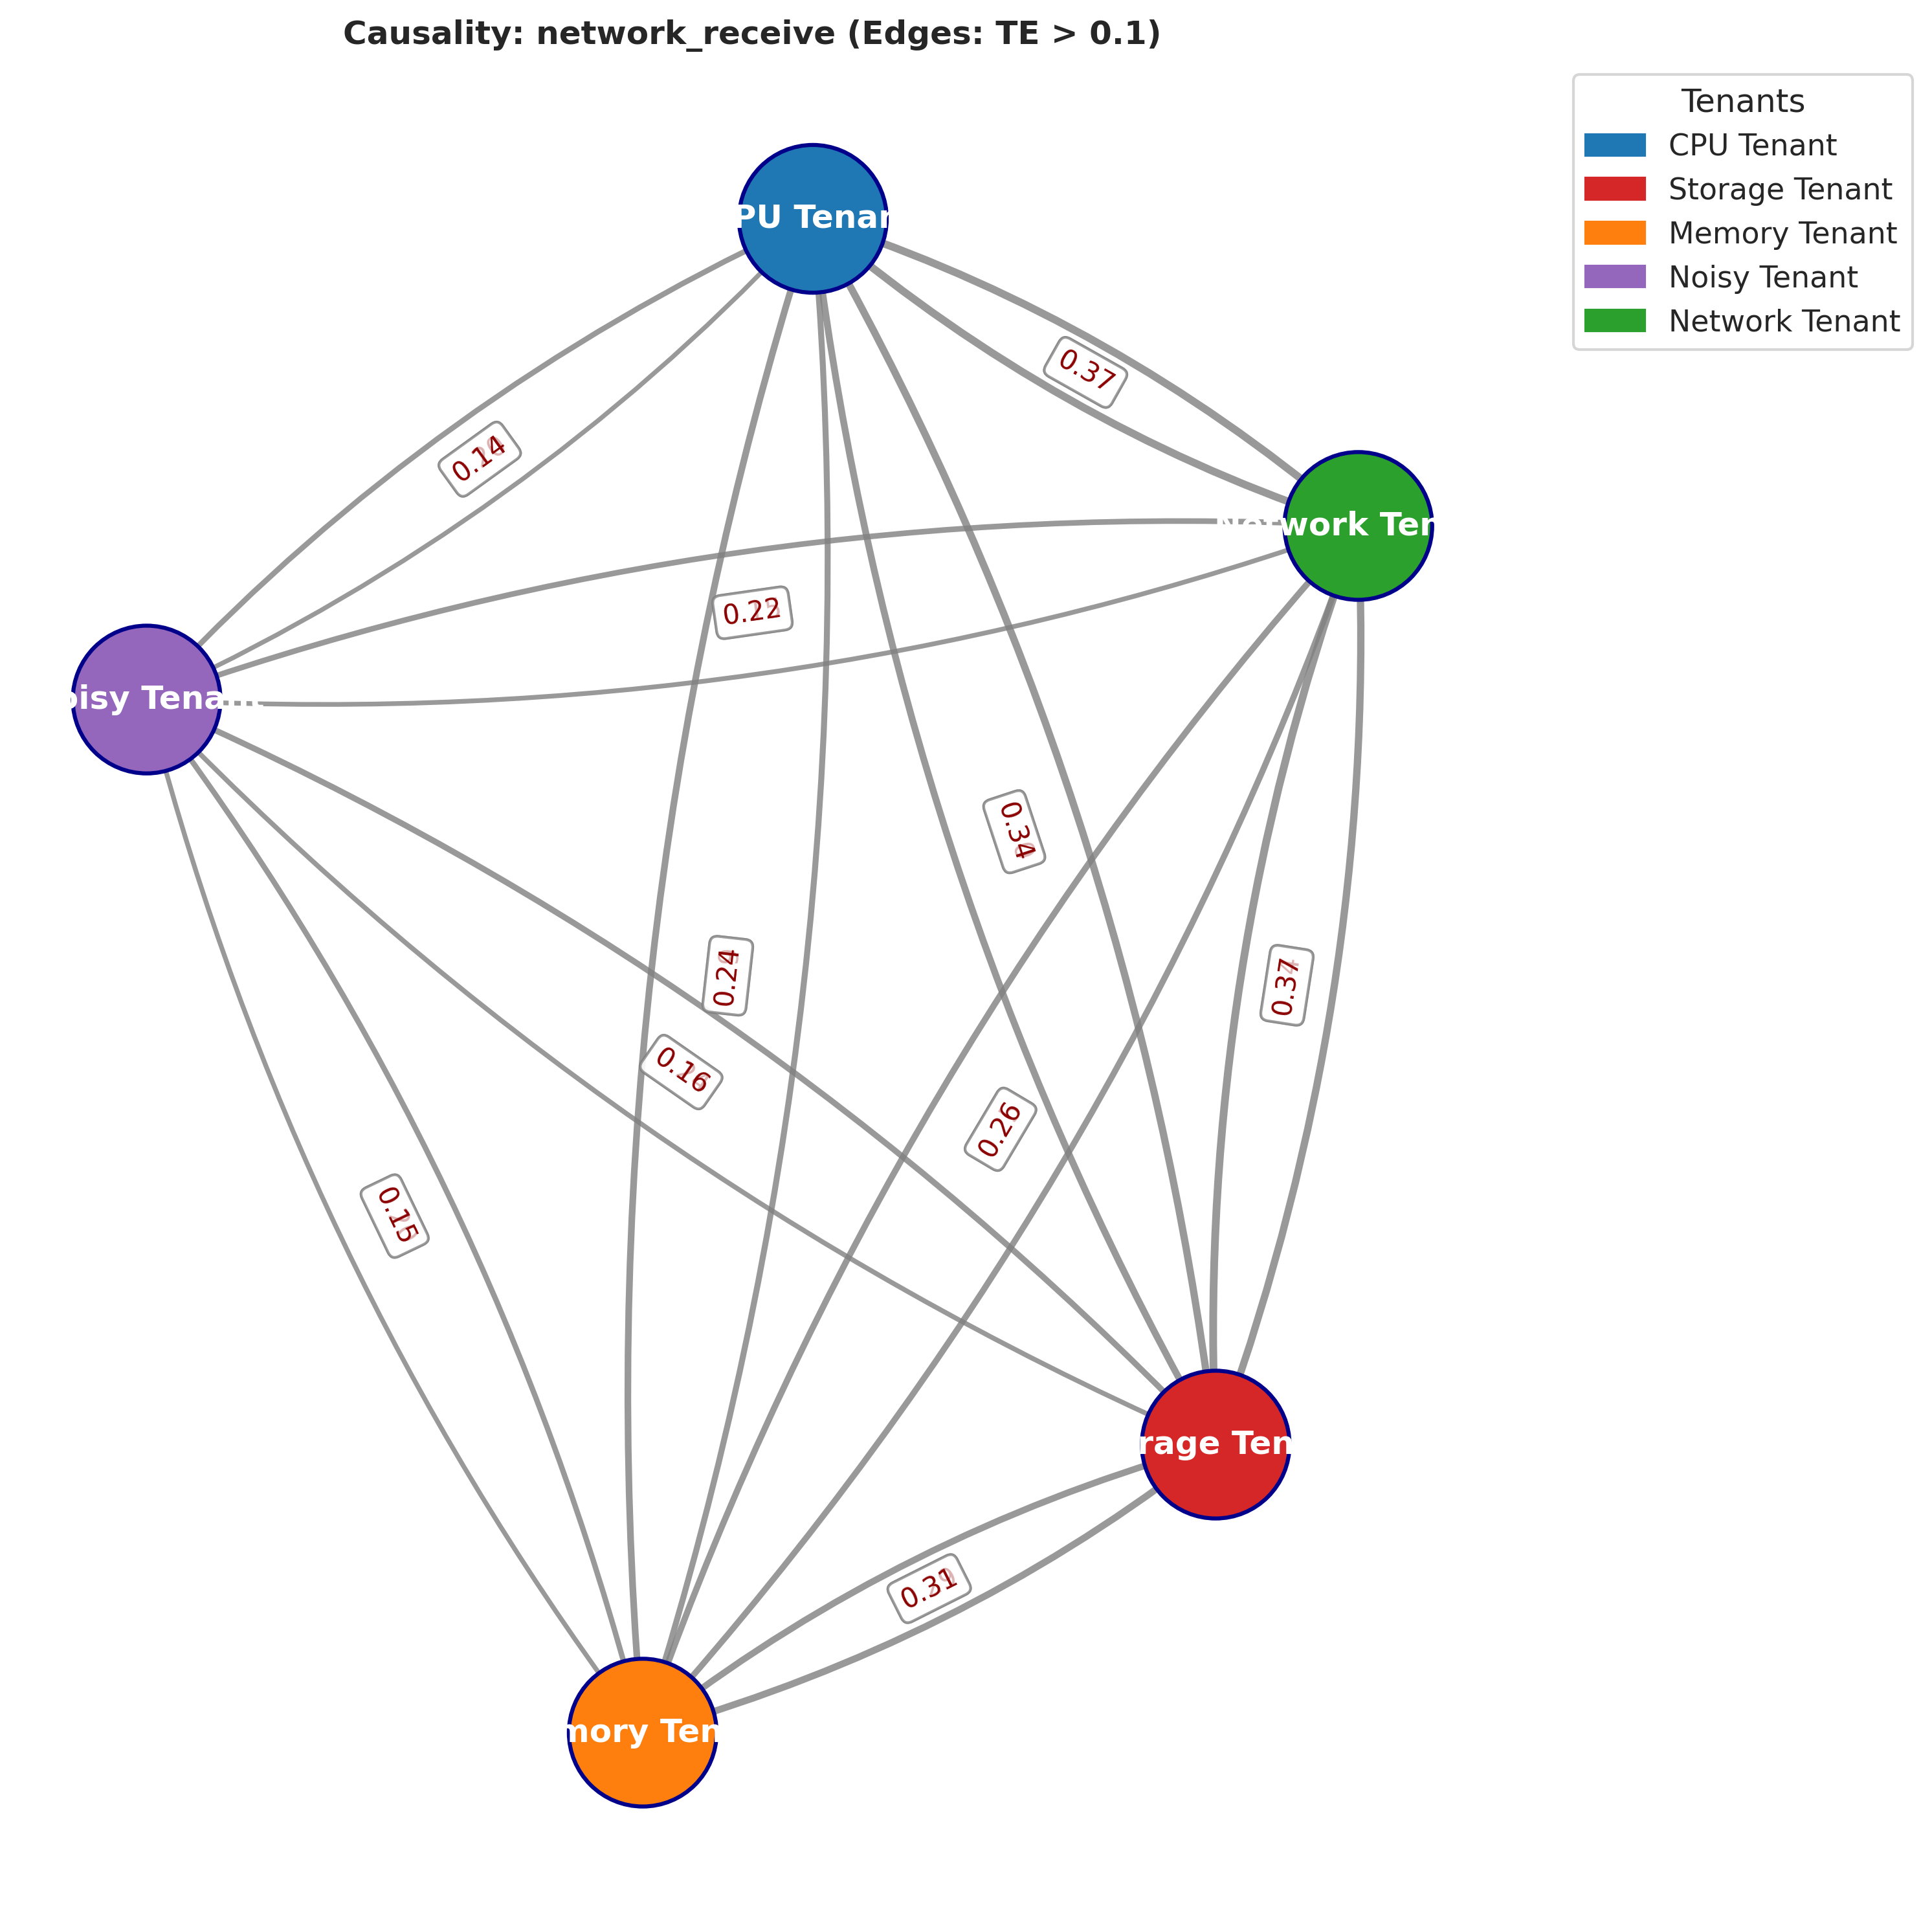 Causality: network_receive (Edges: TE > 0.1)
Tenants
CPU Tenant
Storage Tenant
Memory Tenant
Noisy Tenant
Network Tenant
PU Tenan
0.37
0.14
work Ten
0.22
oisy Tena
0.34
0.24
0.37
0.16
0.26
0.15
rage Ten
0.31
mory Ten